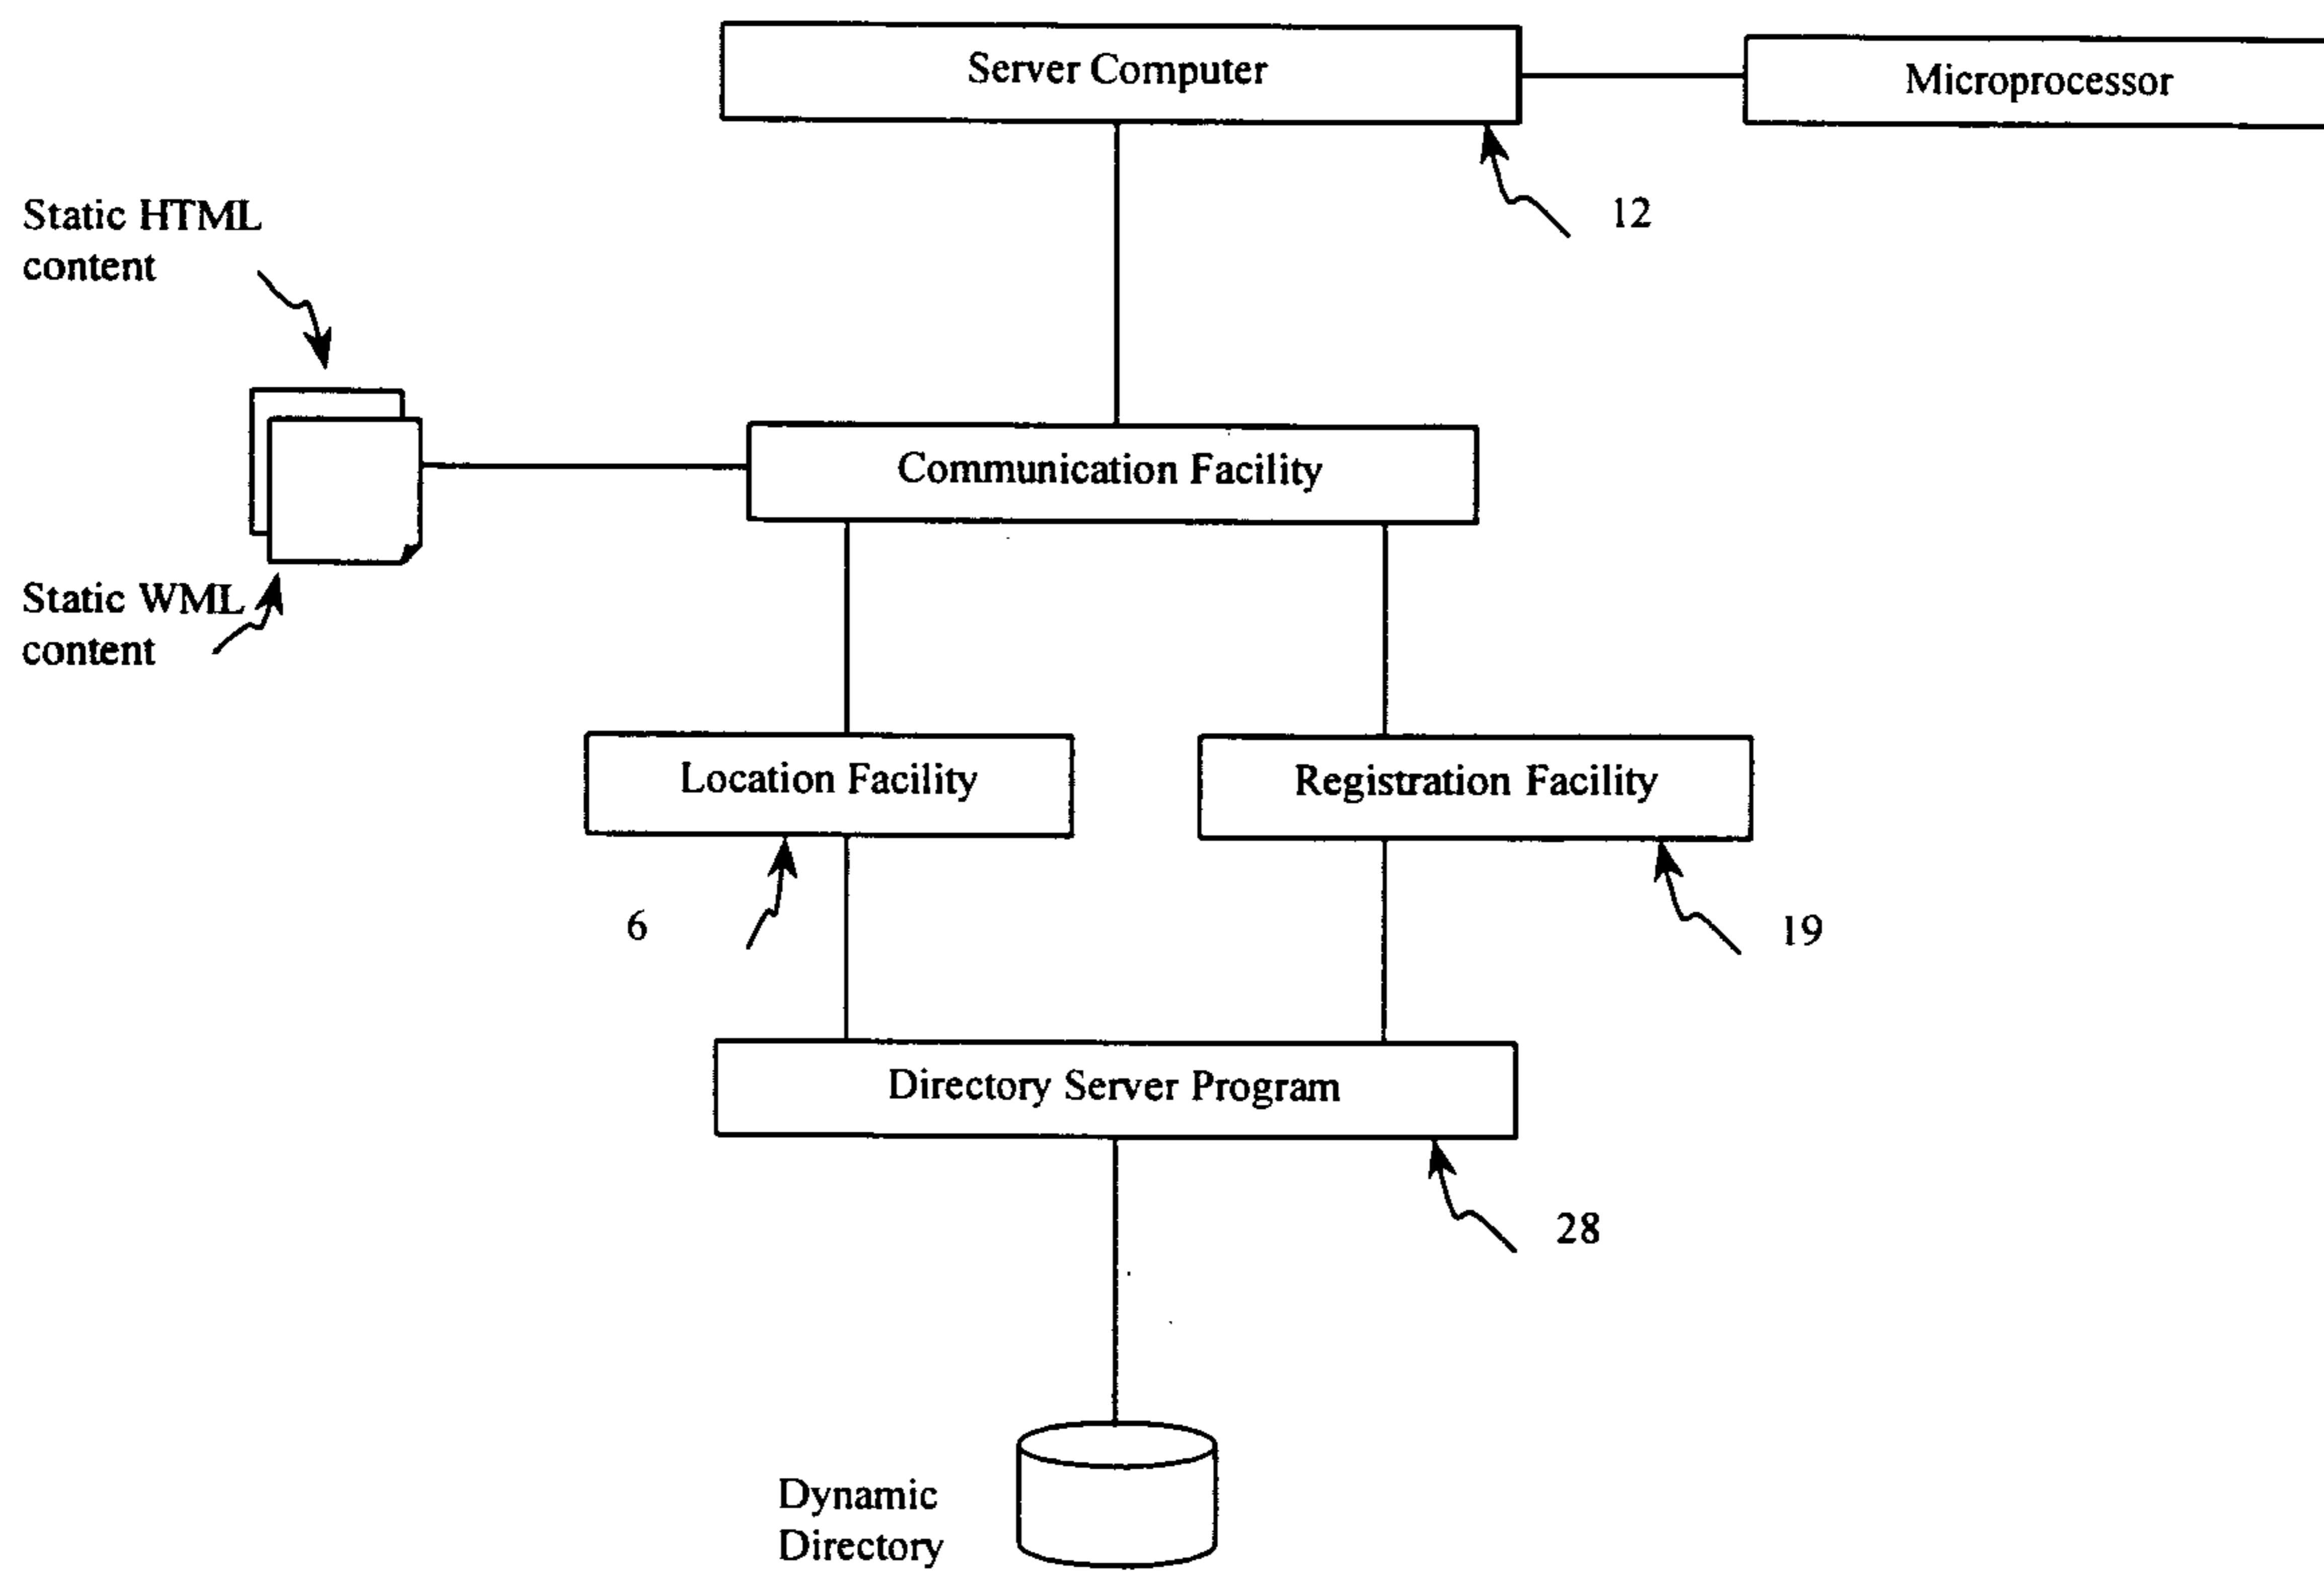 Server Computer
Microprocessor
12
Static HTML
content
Communication Facility
Static WML
content
Location Facility
Registration Facility
6
19
Directory Server Program
28
Dynamic
Directory